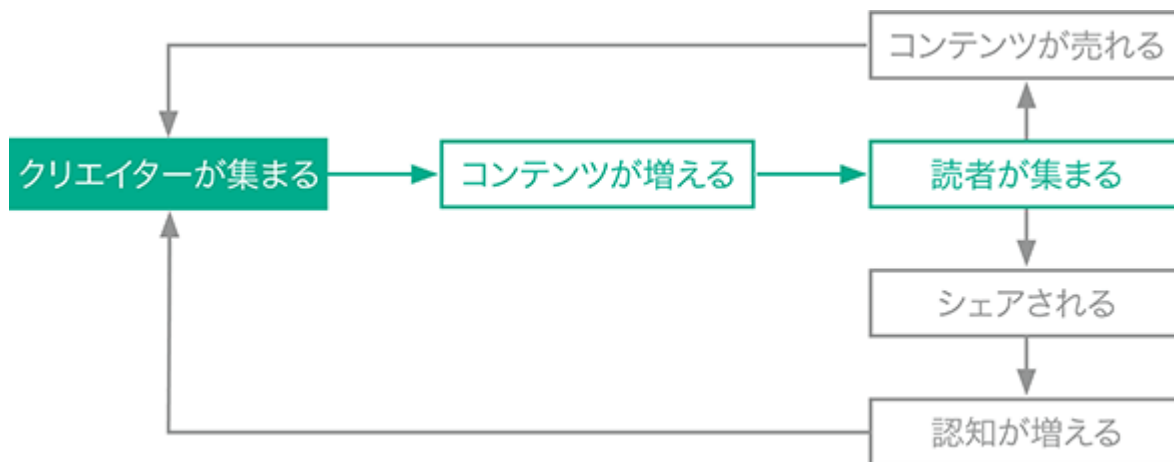 コンテンツが売れる
クリエイターが集まる
コンテンツが増える
読者が集まる
シェアされる
認知が増える